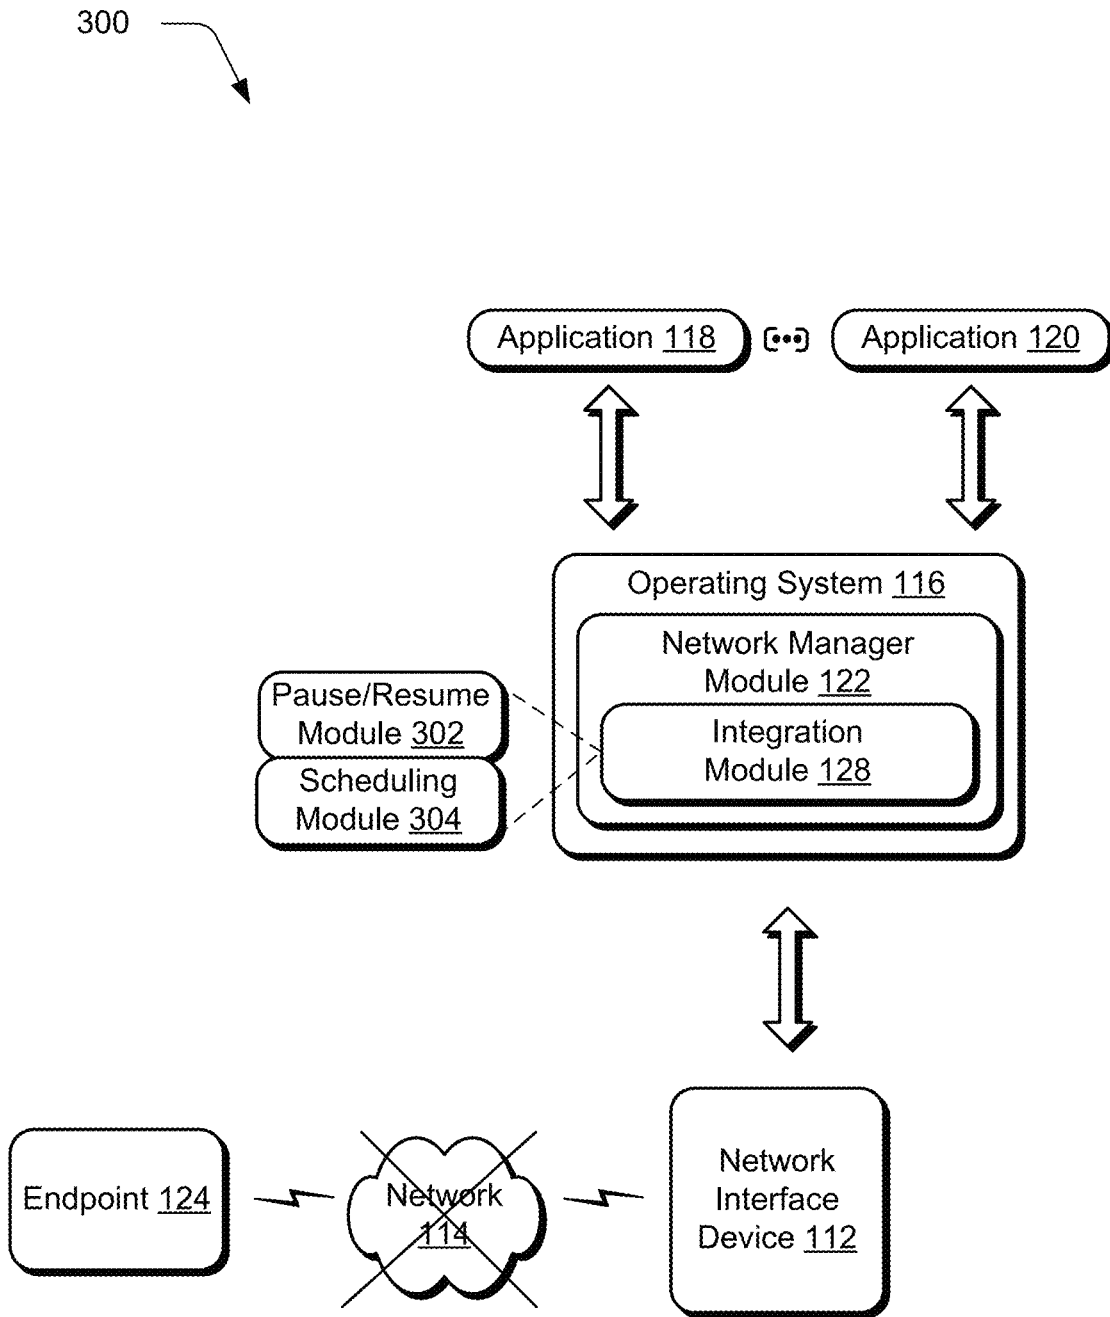 300
Application 118
Application 120
Operating System 116
Network Manager
Module 122
Integration
Module 128
Pause/Resume
Module 302
Scheduling
Module 304
Endpoint 124
Network
114
Network
Interface
Device 112